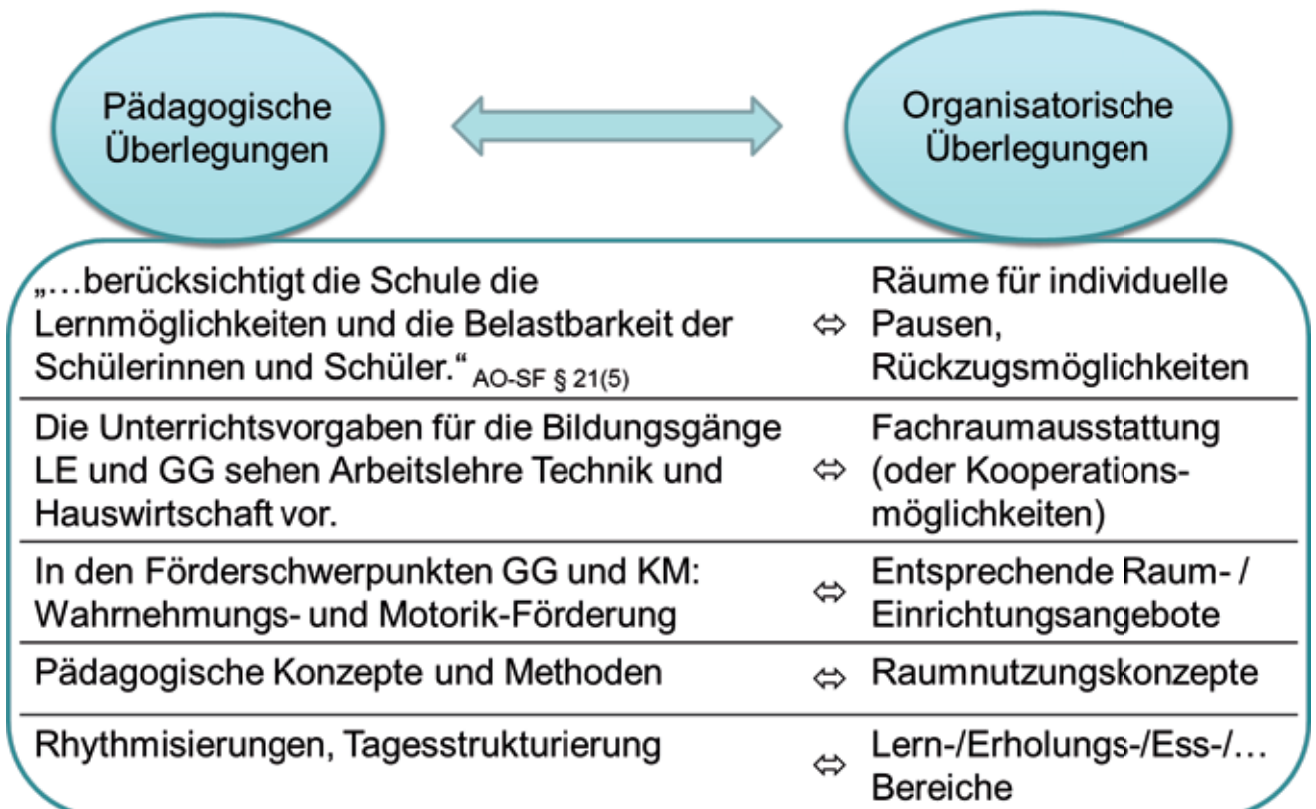 Pädagogische
Überlegungen
Organisatorische
Überlegungen
„…berücksichtigt die Schule die
Lernmöglichkeiten und die Belastbarkeit der
Schülerinnen und Schüler.“ AO-SF § 21(5)
⇔
Räume für individuelle
Pausen,
Rückzugsmöglichkeiten
Die Unterrichtsvorgaben für die Bildungsgänge
LE und GG sehen Arbeitslehre Technik und
Hauswirtschaft vor.
⇔
Fachraumausstattung
(oder Kooperations-
möglichkeiten)
In den Förderschwerpunkten GG und KM:
Wahrnehmungs- und Motorik-Förderung
⇔
Entsprechende Raum- /
Einrichtungsangebote
Pädagogische Konzepte und Methoden
⇔
Raumnutzungskonzepte
Rhythmisierungen, Tagesstrukturierung
⇔
Lern-/Erholungs-/Ess-/…
Bereiche